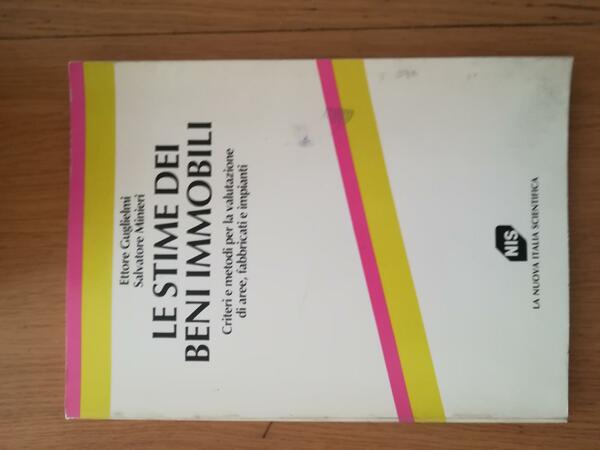 Ettore Guglielmi
Salvatore Minieri
LE STIME DEI
BENI IMMOBILI
Criteri e metodi per la valutazione
di aree, fabbricati e impianti
NIS
LA NUOVA ITALIA SCIENTIFICA